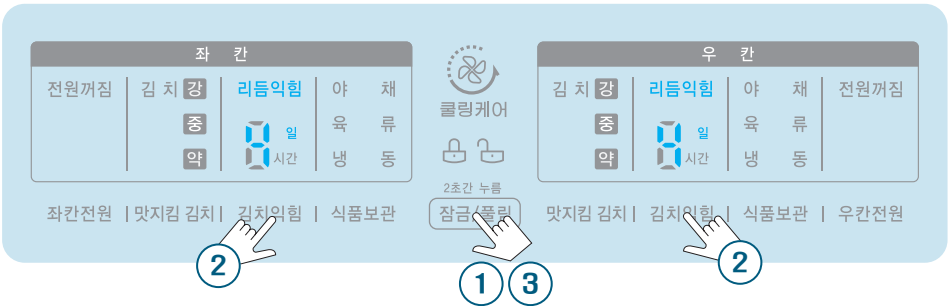 좌 칸
전원꺼짐 김치 강 리듬익힘 야 채
중 일 육 류
약 시간 냉 동
좌칸전원 | 맛지킴 김치 | 김치익힘 | 식품보관
②
쿨링케어
2초간 누름
잠금/풀림
① ③
우 칸
김치 강 리듬익힘 야 채 전원꺼짐
중 일 육 류
약 시간 냉 동
맛지킴 김치 | 김치익힘 | 식품보관 | 우칸전원
②